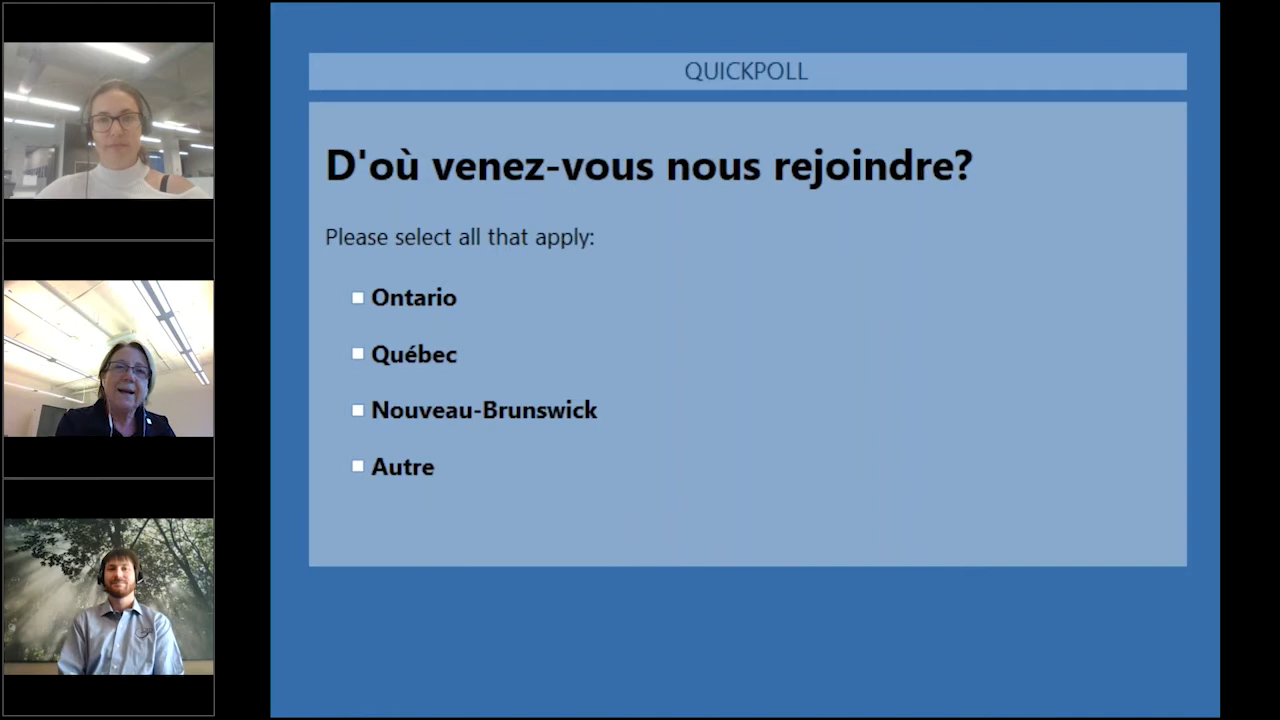 QUICKPOLL
D'où venez-vous nous rejoindre?
Please select all that apply:
Ontario
Québec
Nouveau-Brunswick
Autre